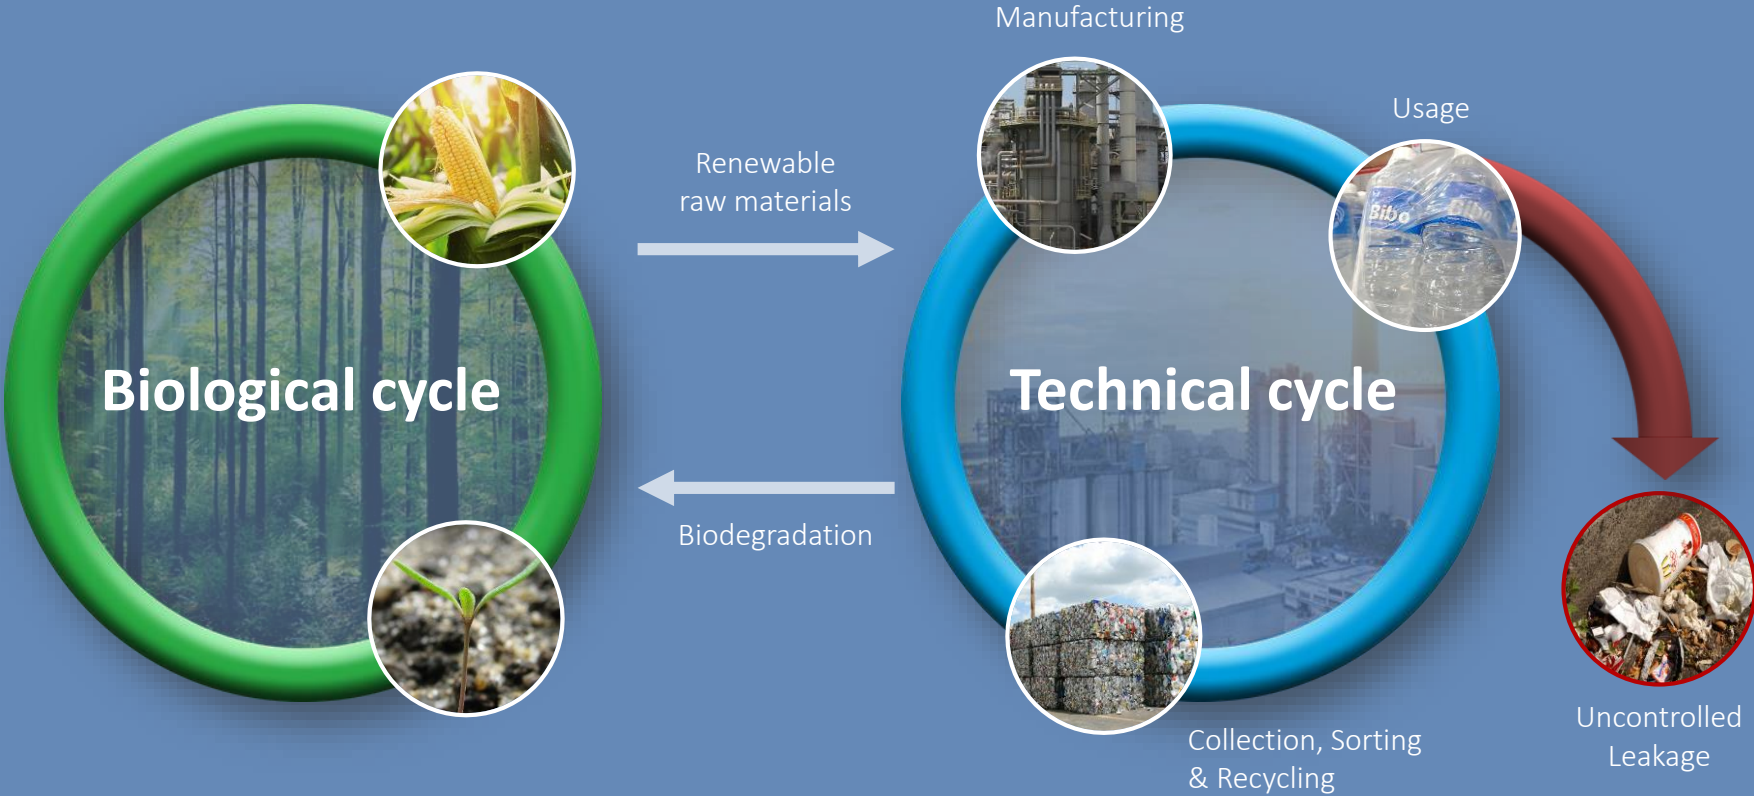 Manufacturing
Usage
Renewable
raw materials
Bibo
Bibo
Biological cycle
Technical cycle
Biodegradation
Collection, Sorting
& Recycling
Uncontrolled
Leakage